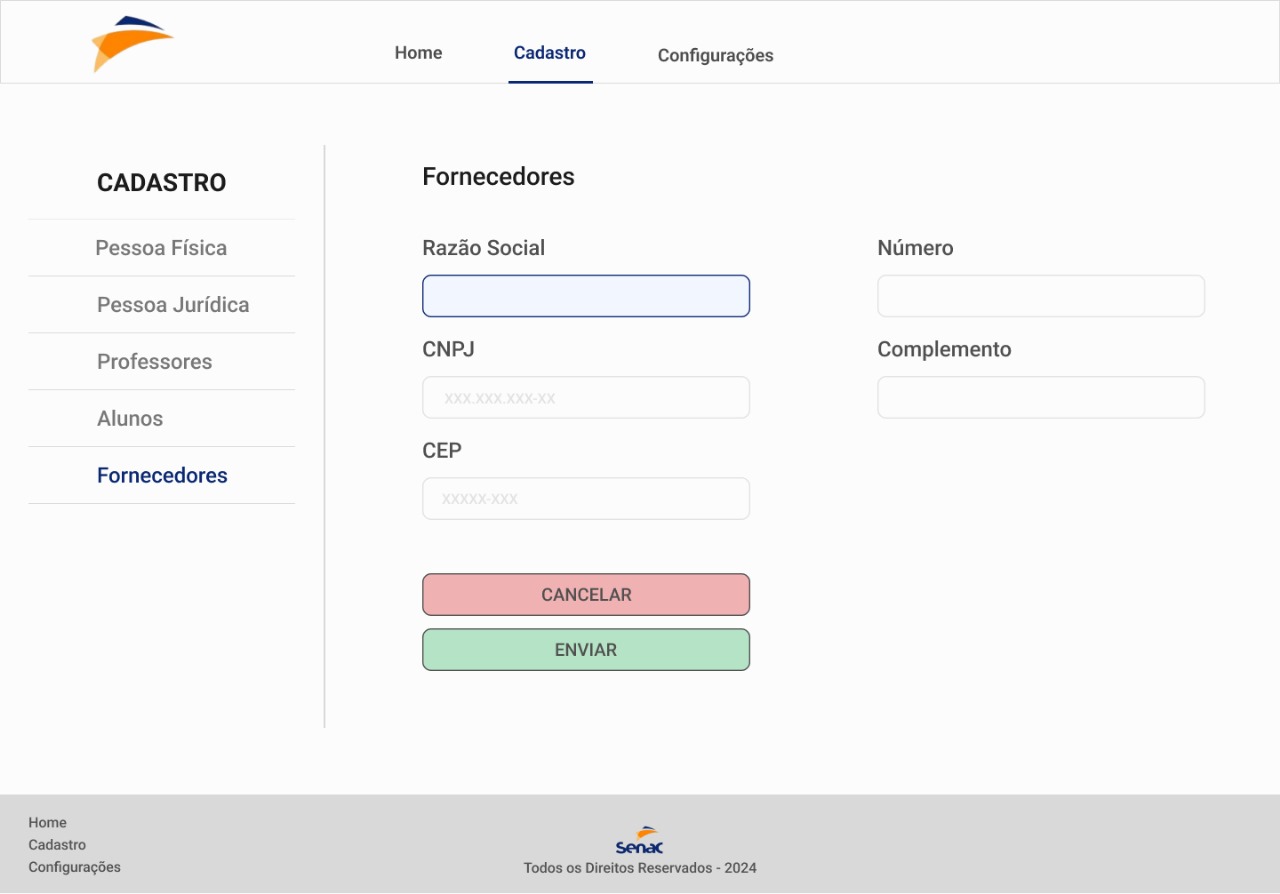 Home
Cadastro
Configurações
CADASTRO
Pessoa Física
Pessoa Jurídica
Professores
Alunos
Fornecedores
Fornecedores
Razão Social
CNPJ
xxx.xxx.xxx-xx
CEP
xxxxx-xxx
Número
Complemento
CANCELAR
ENVIAR
Home
Cadastro
Configurações
Senac
Todos os Direitos Reservados - 2024